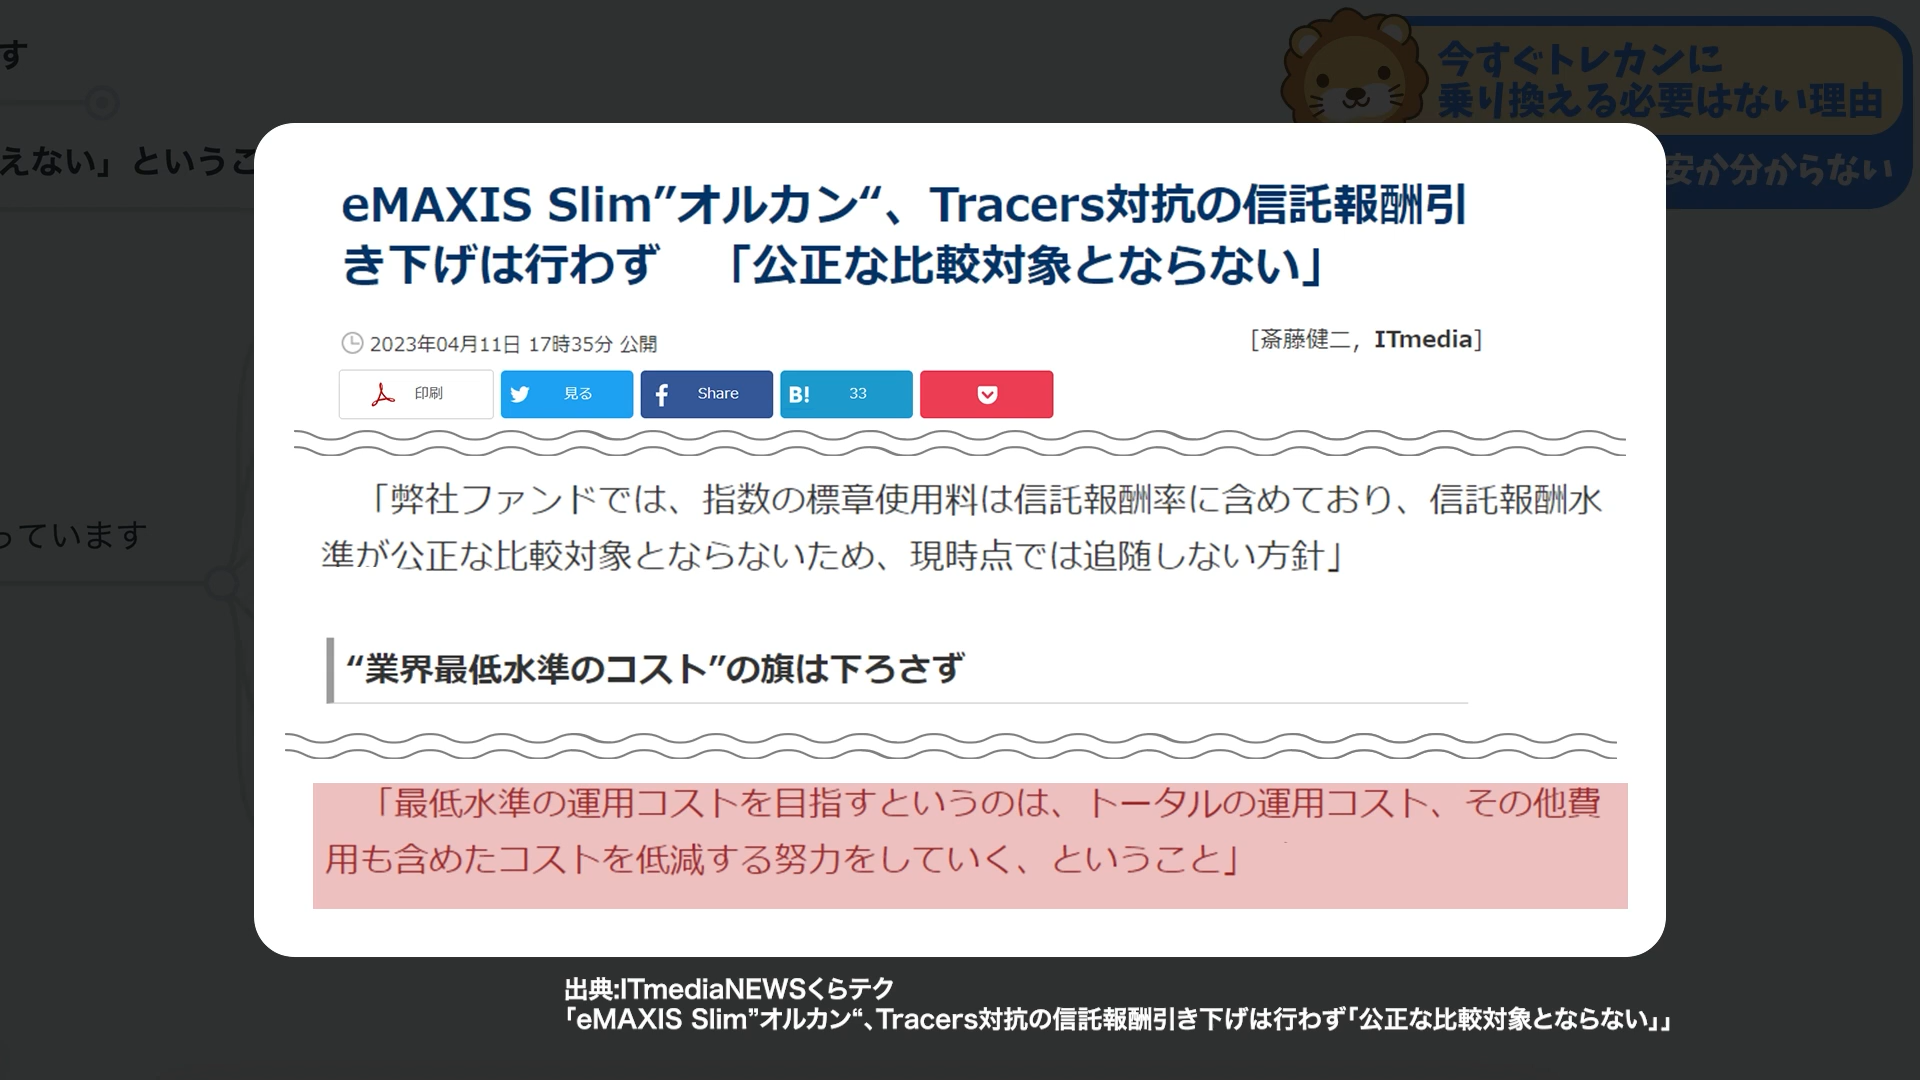 す
今すぐトレカンに
乗り換える必要はない理由
えない」というこ
安か分からない
eMAXIS Slim”オルカン“、Tracers対抗の信託報酬引
き下げは行わず　「公正な比較対象とならない」
2023年04月11日 17時35分 公開
[斎藤健二，ITmedia]
印刷
見る
Share
B! 33
「弊社ファンドでは、指数の標章使用料は信託報酬率に含めており、信託報酬水
準が公正な比較対象とならないため、現時点では追随しない方針」
っています
“業界最低水準のコスト”の旗は下ろさず
「最低水準の運用コストを目指すというのは、トータルの運用コスト、その他費
用も含めたコストを低減する努力をしていく、ということ」
出典:ITmediaNEWSくらテク
「eMAXIS Slim”オルカン“、Tracers対抗の信託報酬引き下げは行わず「公正な比較対象とならない」」